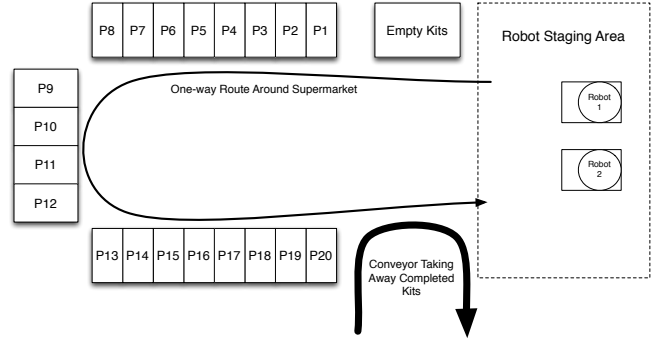 P8 P7 P6 P5 P4 P3 P2 P1
Empty Kits
Robot Staging Area
P9
P10
P11
P12
One-way Route Around Supermarket
Robot
1
Robot
2
P13 P14 P15 P16 P17 P18 P19 P20
Conveyor Taking
Away Completed
Kits